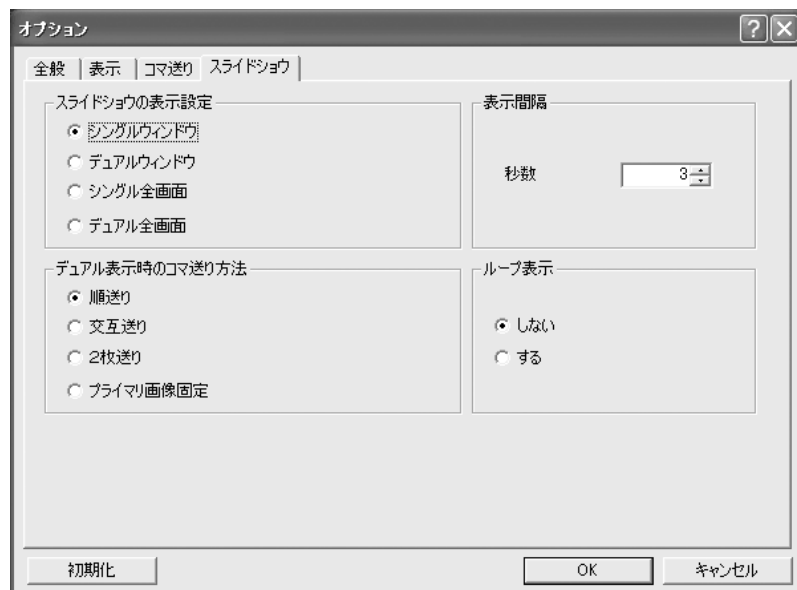 オプション
全般 表示 コマ送り スライドショウ
スライドショウの表示設定
シングルウィンドウ
デュアルウィンドウ
シングル全画面
デュアル全画面
表示間隔
秒数 3
デュアル表示時のコマ送り方法
順送り
交互送り
2枚送り
プライマリ画像固定
ループ表示
しない
する
初期化 OK キャンセル